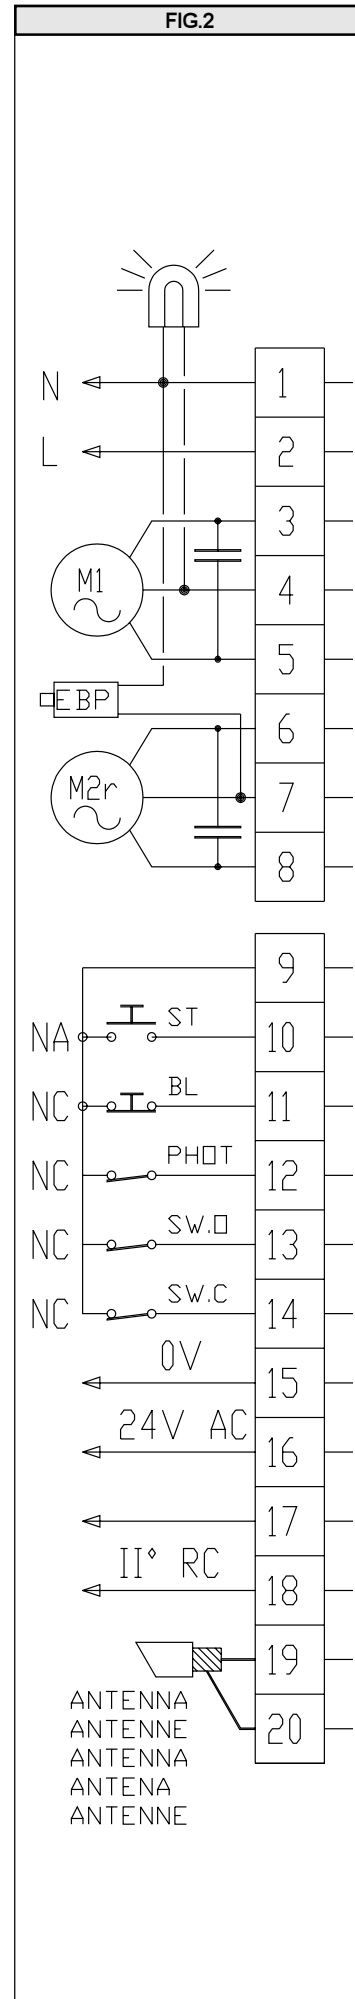 FIG.2
N 1
L 2
3
M1 4
5
EBP 6
M2r 7
8
9
NA ST 10
NC BL 11
NC PHOT 12
NC SW.O 13
NC SW.C 14
0V 15
24V AC 16
17
II° RC 18
19
20
ANTENNA
ANTENNE
ANTENNA
ANTENA
ANTENNE